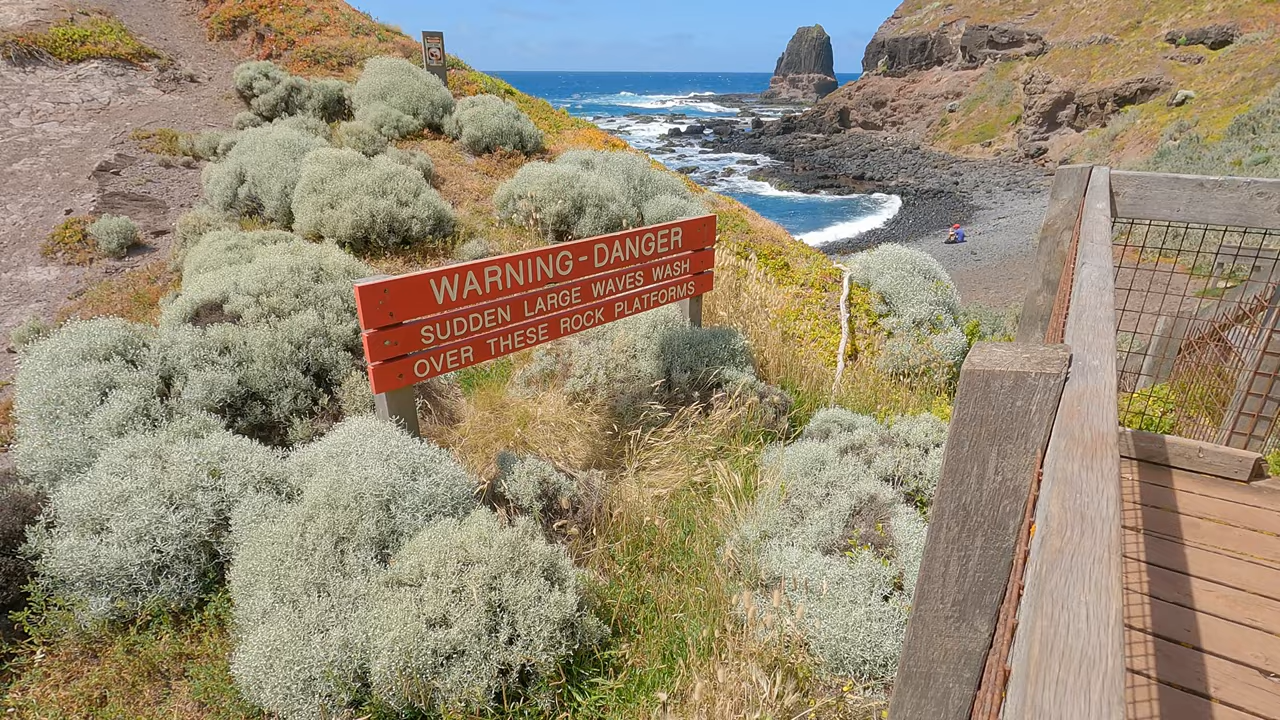 WARNING-DANGER
SUDDEN LARGE WAVES WASH
OVER THESE ROCK PLATFORMS